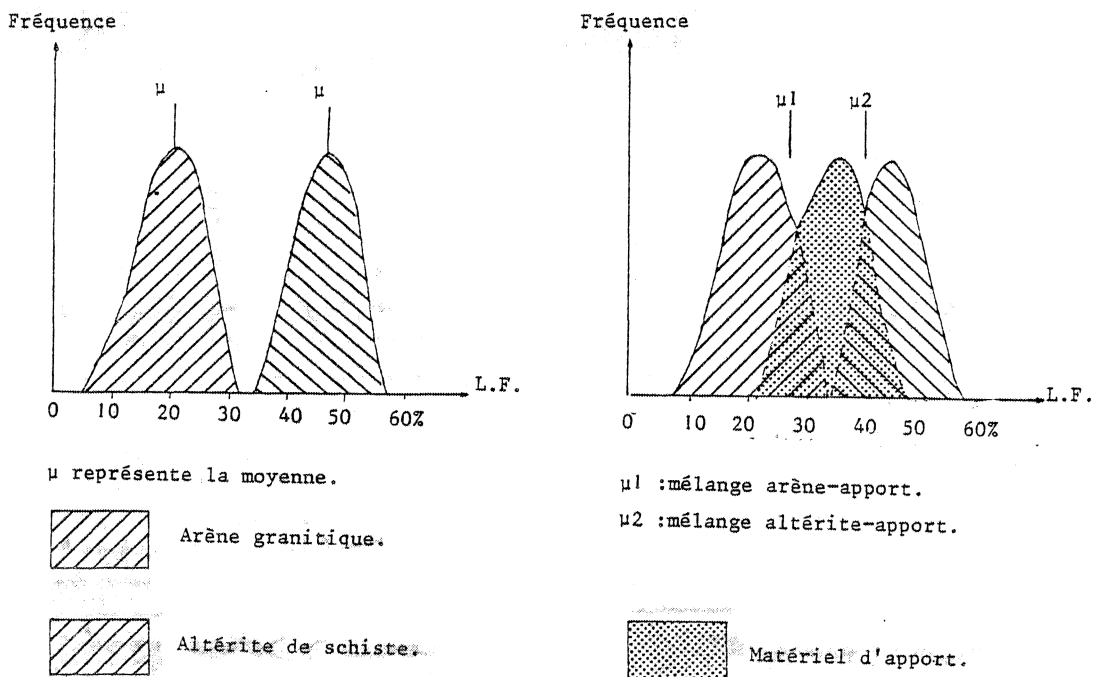 Fréquence
µ
µ
L.F.
0 10 20 30 40 50 60%
µ représente la moyenne.
Arène granitique.
Altérite de schiste.
Fréquence
µ1
µ2
L.F.
0 10 20 30 40 50 60%
µ1 :mélange arène-apport.
µ2 :mélange altérite-apport.
Matériel d'apport.